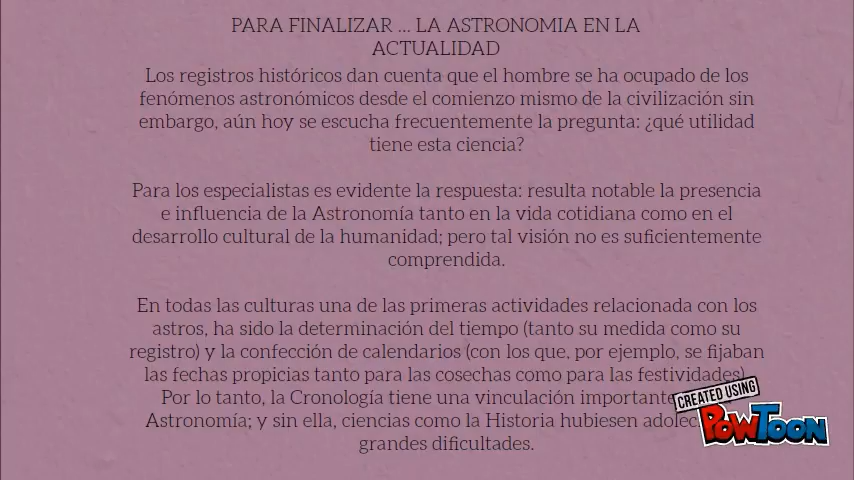 PARA FINALIZAR ... LA ASTRONOMIA EN LA
ACTUALIDAD
Los registros históricos dan cuenta que el hombre se ha ocupado de los
fenómenos astronómicos desde el comienzo mismo de la civilización sin
embargo, aún hoy se escucha frecuentemente la pregunta: ¿qué utilidad
tiene esta ciencia?
Para los especialistas es evidente la respuesta: resulta notable la presencia
e influencia de la Astronomía tanto en la vida cotidiana como en el
desarrollo cultural de la humanidad; pero tal visión no es suficientemente
comprendida.
En todas las culturas una de las primeras actividades relacionada con los
astros, ha sido la determinación del tiempo (tanto su medida como su
registro) y la confección de calendarios (con los que, por ejemplo, se fijaban
las fechas propicias tanto para las cosechas como para las festividades).
Por lo tanto, la Cronología tiene una vinculación importante
Astronomía; y sin ella, ciencias como la Historia hubiesen
grandes dificultades.
CREATED USING
POWTOON